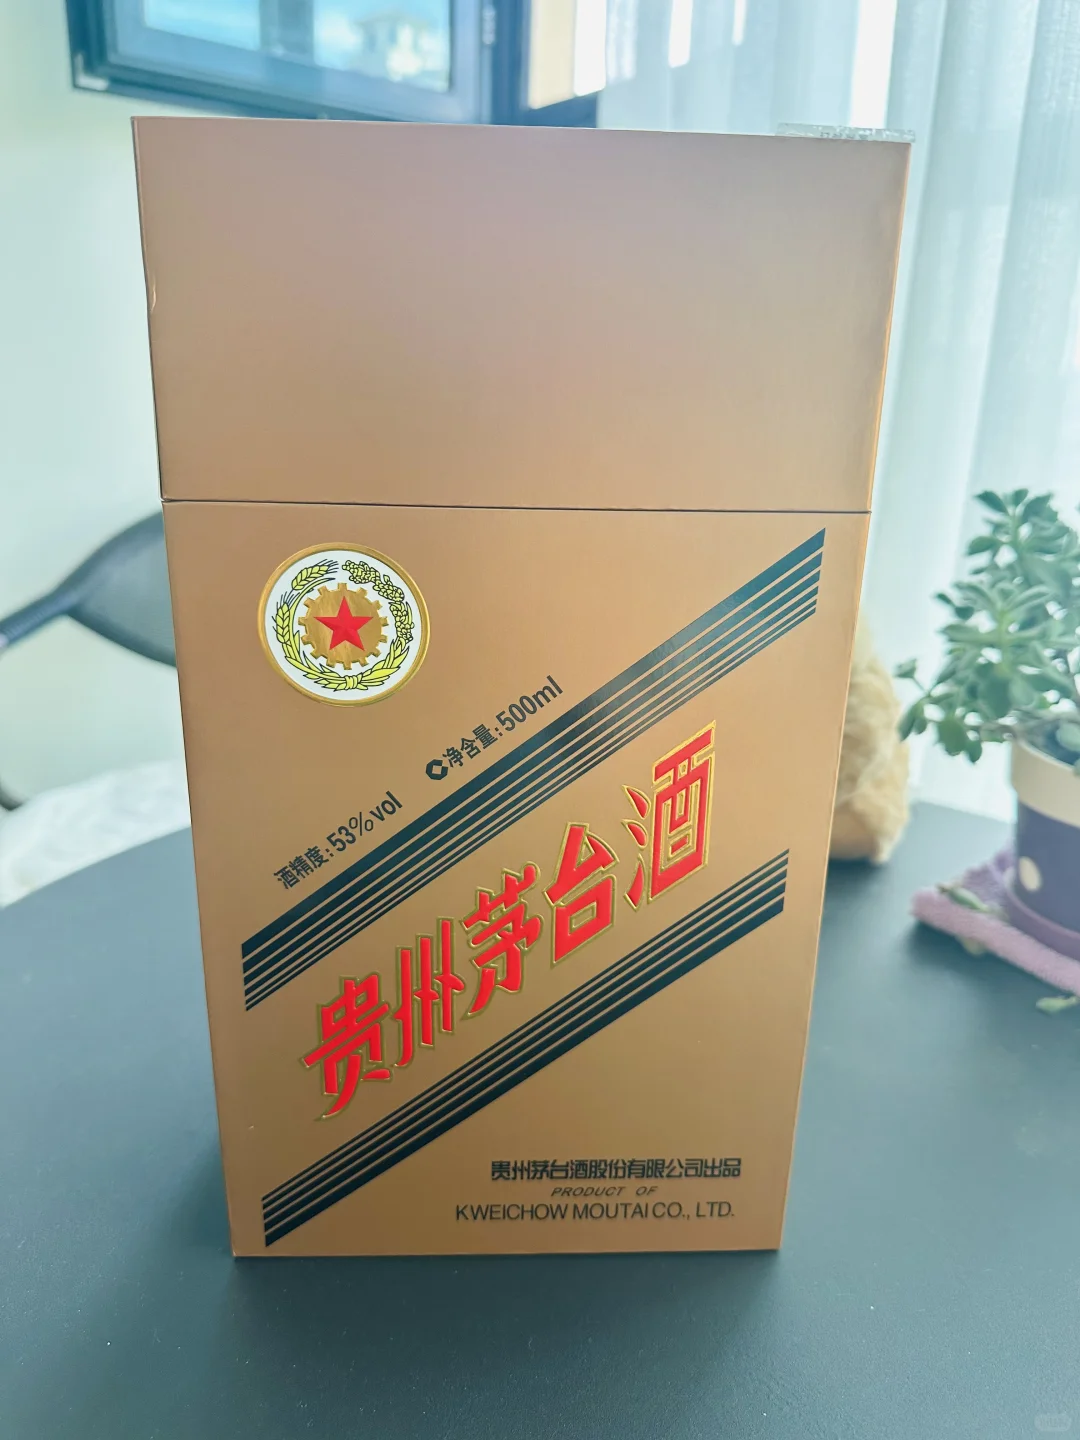 酒精度:53%vol
净含量:500ml
贵州茅台酒
贵州茅台酒股份有限公司出品
PRODUCT OF
KWEICHOW MOUTAI CO., LTD.